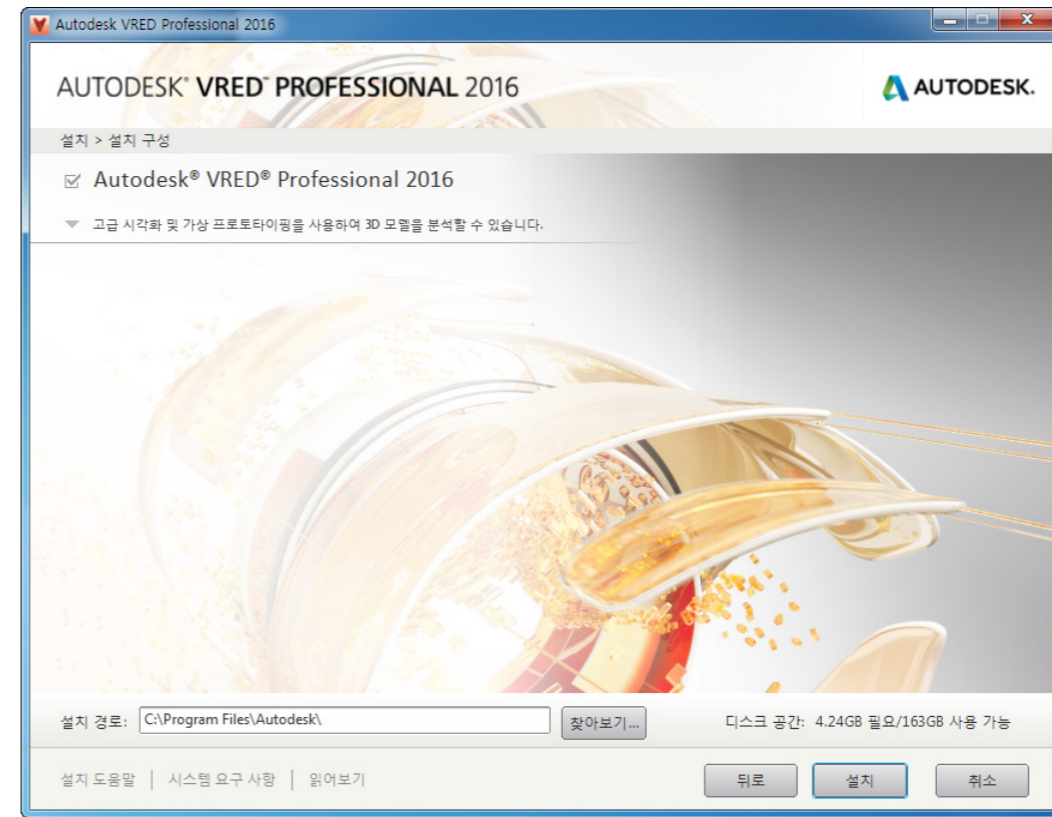 Autodesk VRED Professional 2016
AUTODESK® VRED™ PROFESSIONAL 2016
AUTODESK.
설치 > 설치 구성
Autodesk® VRED® Professional 2016
고급 시각화 및 가상 프로토타이핑을 사용하여 3D 모델을 분석할 수 있습니다.
설치 경로: C:\Program Files\Autodesk\ 찾아보기... 디스크 공간: 4.24GB 필요/163GB 사용 가능
설치 도움말 | 시스템 요구 사항 | 읽어보기 뒤로 설치 취소